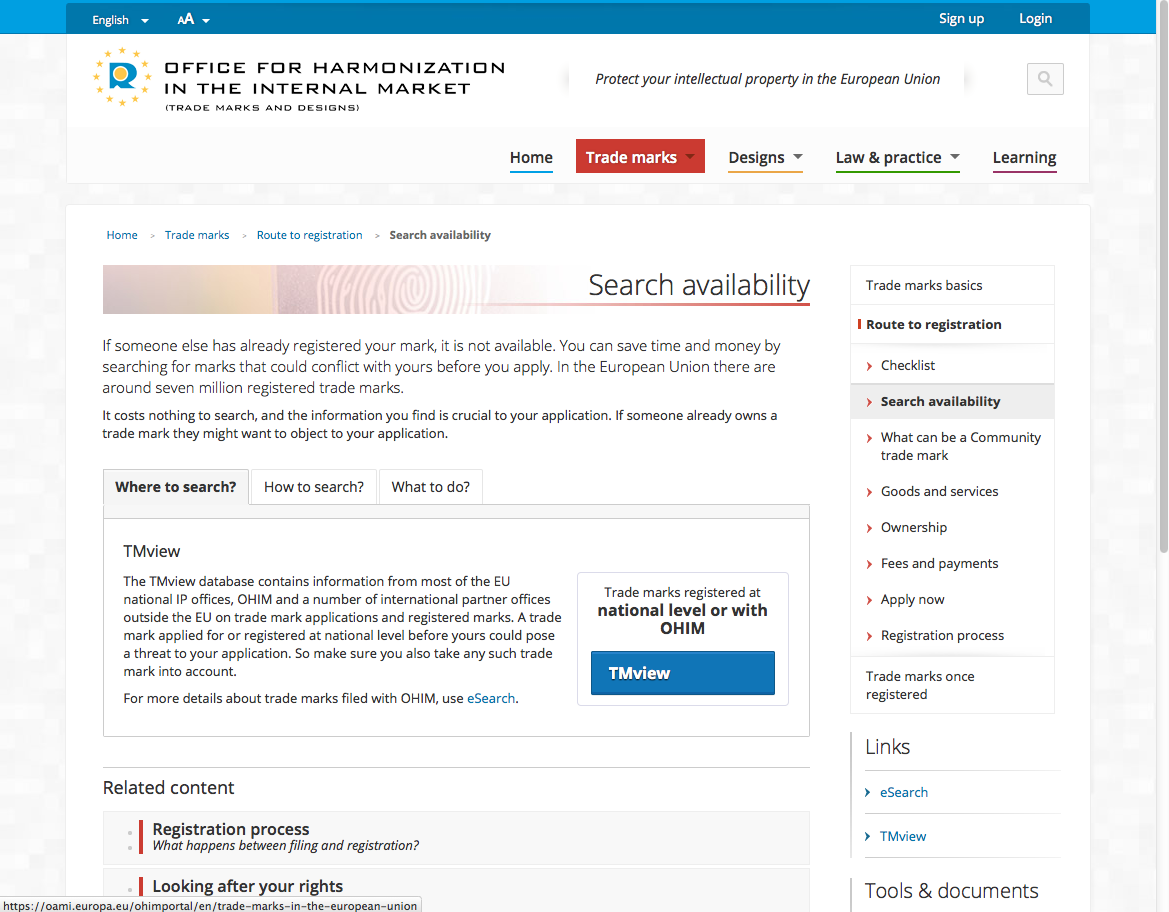 English
AA
Sign up
Login
OFFICE FOR HARMONIZATION
IN THE INTERNAL MARKET
(TRADE MARKS AND DESIGNS)
Protect your intellectual property in the European Union
Home
Trade marks
Designs
Law & practice
Learning
Home > Trade marks > Route to registration > Search availability
Search availability
If someone else has already registered your mark, it is not available. You can save time and money by
searching for marks that could conflict with yours before you apply. In the European Union there are
around seven million registered trade marks.
It costs nothing to search, and the information you find is crucial to your application. If someone already owns a
trade mark they might want to object to your application.
Where to search?
How to search?
What to do?
TMview
The TMview database contains information from most of the EU
national IP offices, OHIM and a number of international partner offices
outside the EU on trade mark applications and registered marks. A trade
mark applied for or registered at national level before yours could pose
a threat to your application. So make sure you also take any such trade
mark into account.
For more details about trade marks filed with OHIM, use eSearch.
Trade marks registered at
national level or with
OHIM
TMview
Related content
Registration process
What happens between filing and registration?
Looking after your rights
Trade marks basics
Route to registration
Checklist
Search availability
What can be a Community
trade mark
Goods and services
Ownership
Fees and payments
Apply now
Registration process
Trade marks once
registered
Links
eSearch
TMview
Tools & documents
https://oami.europa.eu/ohimportal/en/trade-marks-in-the-european-union